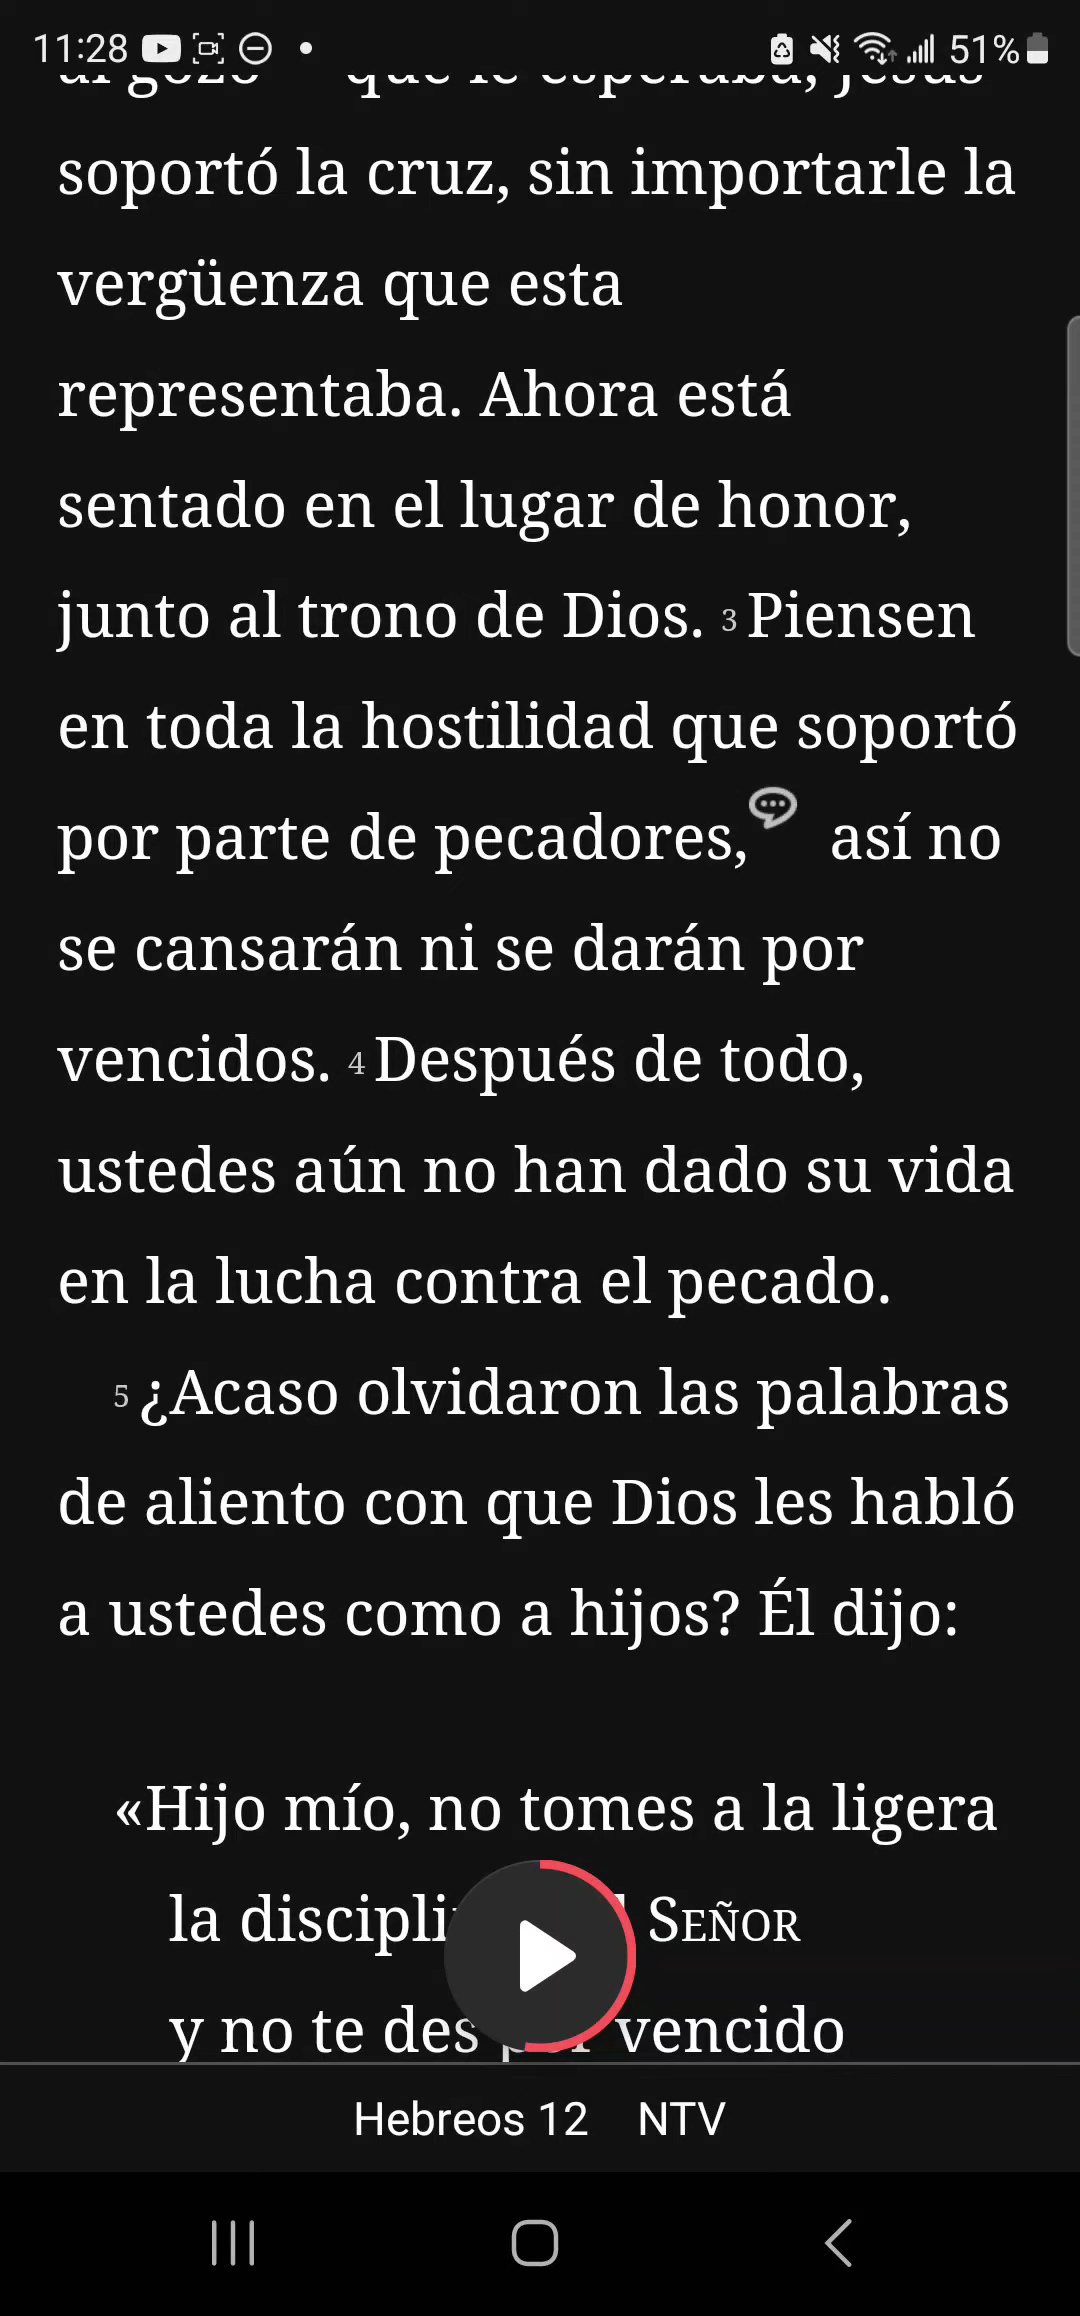 11:28
51%
que le esperaba, Jesús
soportó la cruz, sin importarle la
vergüenza que esta
representaba. Ahora está
sentado en el lugar de honor,
junto al trono de Dios. 3 Piensen
en toda la hostilidad que soportó
por parte de pecadores, así no
se cansarán ni se darán por
vencidos. 4 Después de todo,
ustedes aún no han dado su vida
en la lucha contra el pecado.
5 ¿Acaso olvidaron las palabras
de aliento con que Dios les habló
a ustedes como a hijos? Él dijo:
«Hijo mío, no tomes a la ligera
la SEÑOR
y no te des vencido
Hebreos 12 NTV